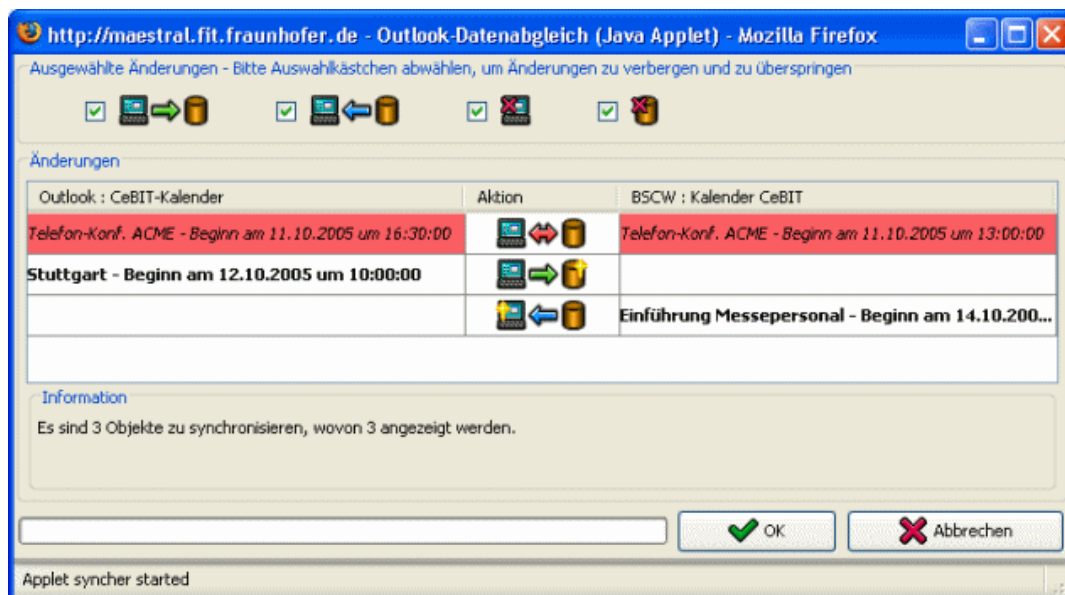 http://maestral.fit.fraunhofer.de - Outlook-Datenabgleich (Java Applet) - Mozilla Firefox
Ausgewählte Änderungen - Bitte Auswahlkästchen abwählen, um Änderungen zu verbergen und zu überspringen
Änderungen
Outlook : CeBIT-Kalender Aktion BSCW : Kalender CeBIT
Telefon-Konf. ACME - Beginn am 11.10.2005 um 16:30:00 Telefon-Konf. ACME - Beginn am 11.10.2005 um 13:00:00
Stuttgart - Beginn am 12.10.2005 um 10:00:00
Einführung Messepersonal - Beginn am 14.10.200...
Information
Es sind 3 Objekte zu synchronisieren, wovon 3 angezeigt werden.
OK Abbrechen
Applet syncher started